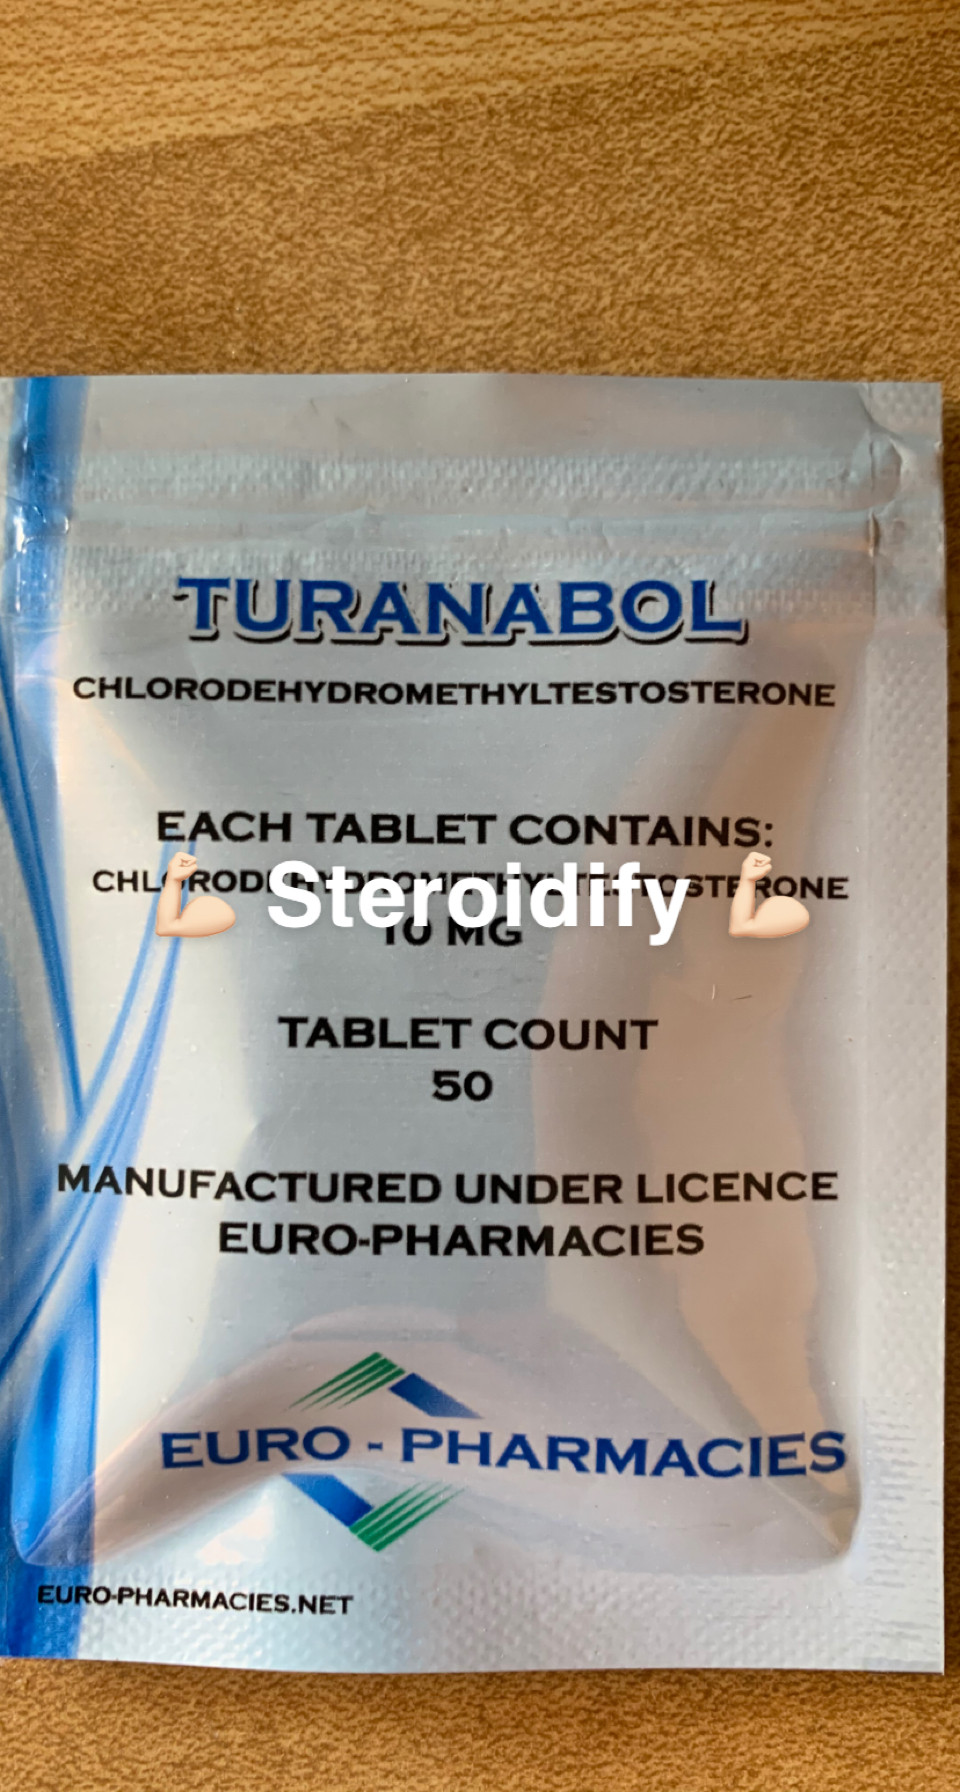 TURANABOL
CHLORODEHYDROMETHYLTESTOSTERONE
EACH TABLET CONTAINS:
CHLORODEHYDROMETHYLTESTOSTERONE
💪🏻 Steroidify 💪🏻
10 MG
TABLET COUNT
50
MANUFACTURED UNDER LICENCE
EURO-PHARMACIES
EURO - PHARMACIES
EURO-PHARMACIES.NET